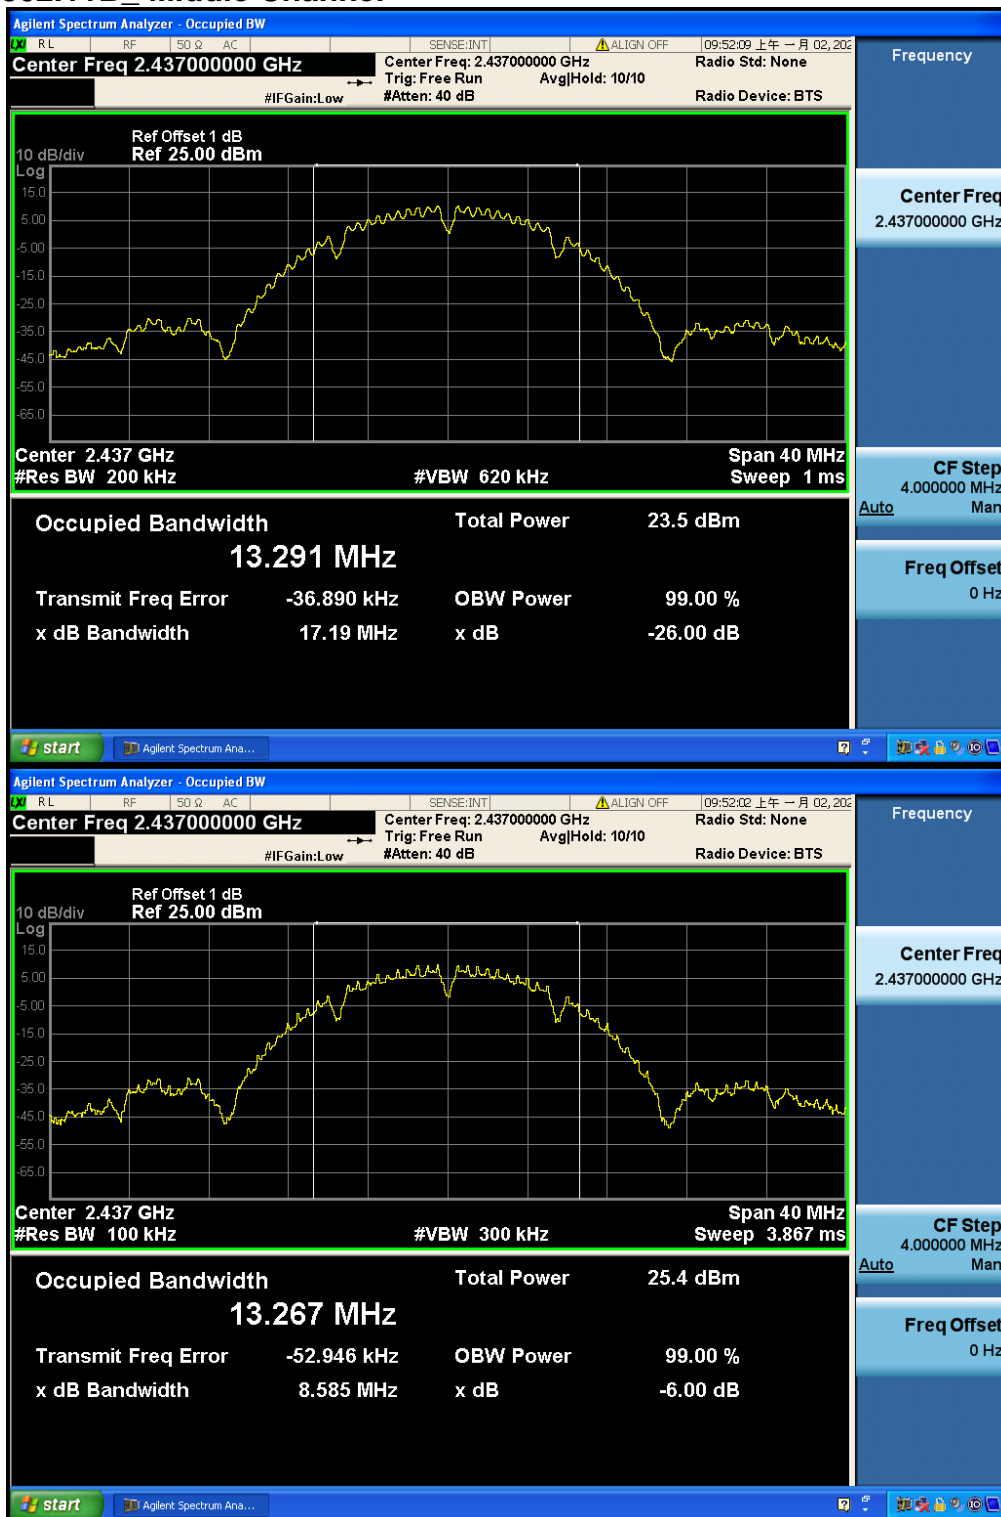 Agilent Spectrum Analyzer - Occupied BW
LXI RL RF 50 Ω AC SENSE:INT ALIGN OFF 09:52:09 上午 一月 02, 202
Center Freq 2.437000000 GHz
Center Freq: 2.437000000 GHz
Radio Std: None
Trig: Free Run Avg|Hold: 10/10
#IFGain:Low
#Atten: 40 dB
Radio Device: BTS
Frequency
Ref Offset 1 dB
10 dB/div Ref 25.00 dBm
Log
15.0
5.00
-5.00
-15.0
-25.0
-35.0
-45.0
-55.0
-65.0
Center Freq
2.437000000 GHz
Center 2.437 GHz Span 40 MHz
#Res BW 200 kHz #VBW 620 kHz Sweep 1 ms
CF Step
4.000000 MHz
Auto Man
Occupied Bandwidth Total Power 23.5 dBm
13.291 MHz
Freq Offset
0 Hz
Transmit Freq Error -36.890 kHz OBW Power 99.00 %
x dB Bandwidth 17.19 MHz x dB -26.00 dB
start Agilent Spectrum Ana...
Agilent Spectrum Analyzer - Occupied BW
LXI RL RF 50 Ω AC SENSE:INT ALIGN OFF 09:52:02 上午 一月 02, 202
Center Freq 2.437000000 GHz
Center Freq: 2.437000000 GHz
Radio Std: None
Trig: Free Run Avg|Hold: 10/10
#IFGain:Low
#Atten: 40 dB
Radio Device: BTS
Frequency
Ref Offset 1 dB
10 dB/div Ref 25.00 dBm
Log
15.0
5.00
-5.00
-15.0
-25.0
-35.0
-45.0
-55.0
-65.0
Center Freq
2.437000000 GHz
Center 2.437 GHz Span 40 MHz
#Res BW 100 kHz #VBW 300 kHz Sweep 3.867 ms
CF Step
4.000000 MHz
Auto Man
Occupied Bandwidth Total Power 25.4 dBm
13.267 MHz
Freq Offset
0 Hz
Transmit Freq Error -52.946 kHz OBW Power 99.00 %
x dB Bandwidth 8.585 MHz x dB -6.00 dB
start Agilent Spectrum Ana...